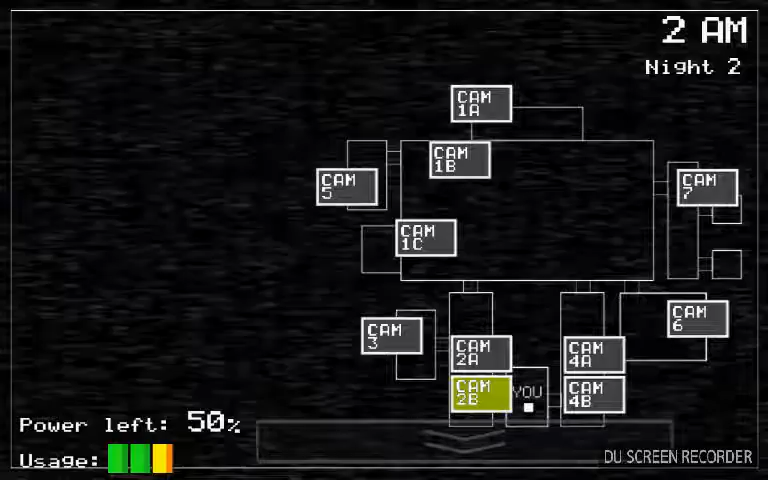 2 AM
Night 2
CAM
1A
CAM
1B
CAM
5
CAM
7
CAM
1C
CAM
6
CAM
3
CAM
2A
CAM
4A
CAM
2B
YOU
CAM
4B
Power left: 50%
Usage:
DU SCREEN RECORDER